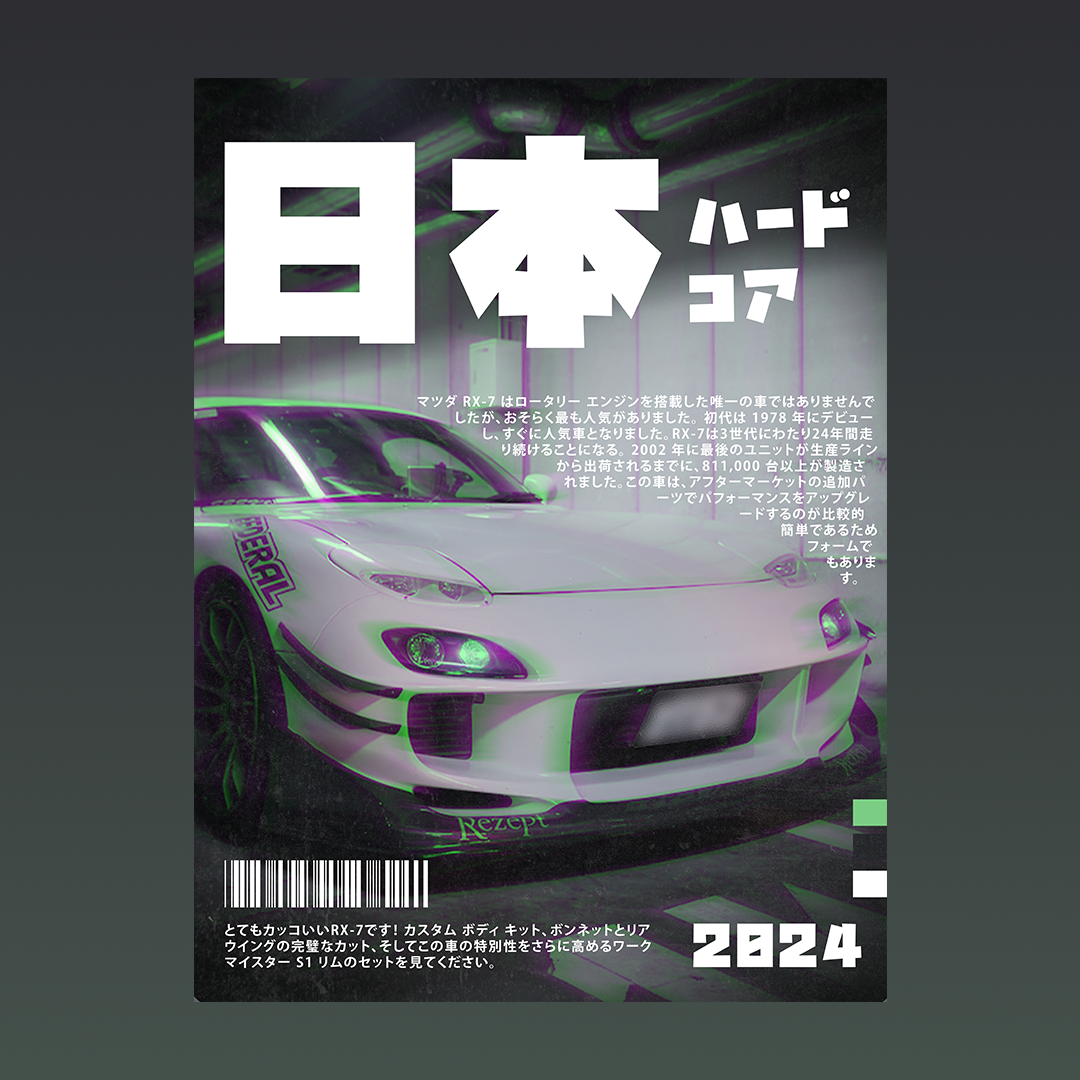 日本
ハード
コア
マツダ RX-7 はロータリー エンジンを搭載した唯一の車ではありませんで
したが、おそらく最も人気がありました。 初代は 1978 年にデビュー
し、すぐに人気車となりました。RX-7は3世代にわたり24年間走
り続けることになる。 2002 年に最後のユニットが生産ライン
から出荷されるまでに、811,000 台以上が製造さ
れました。この車は、アフターマーケットの追加パ
ーツでパフォーマンスをアップグレ
ードするのが比較的
簡単であるため
フォームで
もありま
す。
FEDERAL
Rezept
Rezept
とてもカッコいいRX-7です! カスタム ボディ キット、ボンネットとリア
ウイングの完璧なカット、そしてこの車の特別性をさらに高めるワーク
マイスター S1 リムのセットを見てください。
2024